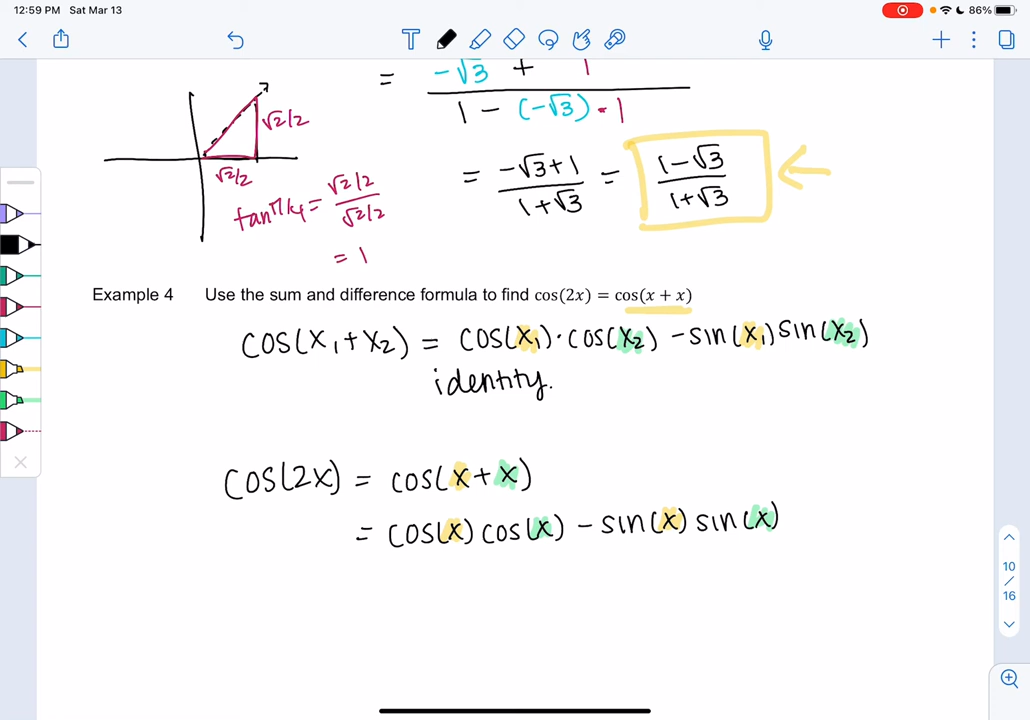 12:59 PM Sat Mar 13
86%
T
= -√3 + 1
1 - (-√3) · 1
√2/2
√2/2
tan π/4 = √2/2 / √2/2
= 1
= -√3+1 / 1+√3 = 1-√3 / 1+√3
Example 4 Use the sum and difference formula to find cos(2x) = cos(x + x)
cos(x₁+x₂) = cos(x₁)·cos(x₂) - sin(x₁) sin(x₂)
identity.
cos(2x) = cos(x+x)
= cos(x) cos(x) - sin(x) sin(x)
10
/
16